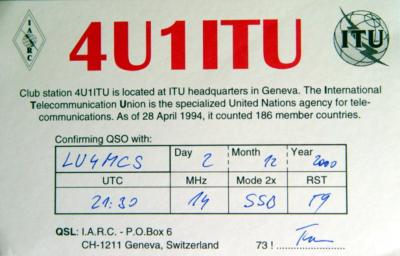 I.A.R.C.
4U1ITU
ITU
Club station 4U1ITU is located at ITU headquarters in Geneva. The International
Telecommunication Union is the specialized United Nations agency for tele-
communications. As of 28 April 1994, it counted 186 member countries.
Confirming QSO with:
LU4MCS Day 2 Month 12 Year 2000
UTC MHz Mode 2x RST
21:30 14 SSB 59
QSL: I.A.R.C. - P.O.Box 6
CH-1211 Geneva, Switzerland 73 !